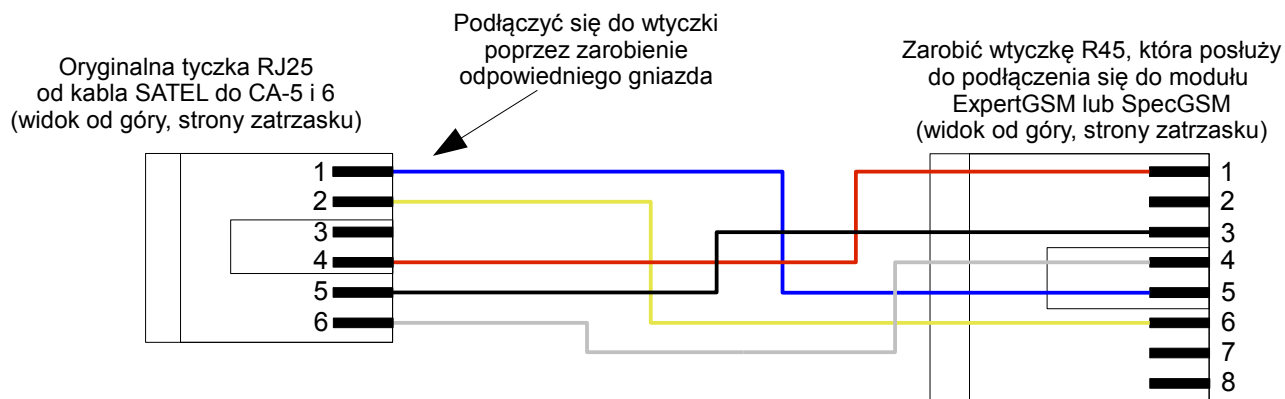 Podłączyć się do wtyczki
poprzez zarobienie
odpowiedniego gniazda
Oryginalna tyczka RJ25
od kabla SATEL do CA-5 i 6
(widok od góry, strony zatrzasku)
Zarobić wtyczkę R45, która posłuży
do podłączenia się do modułu
ExpertGSM lub SpecGSM
(widok od góry, strony zatrzasku)
1
2
3
4
5
6
1
2
3
4
5
6
7
8